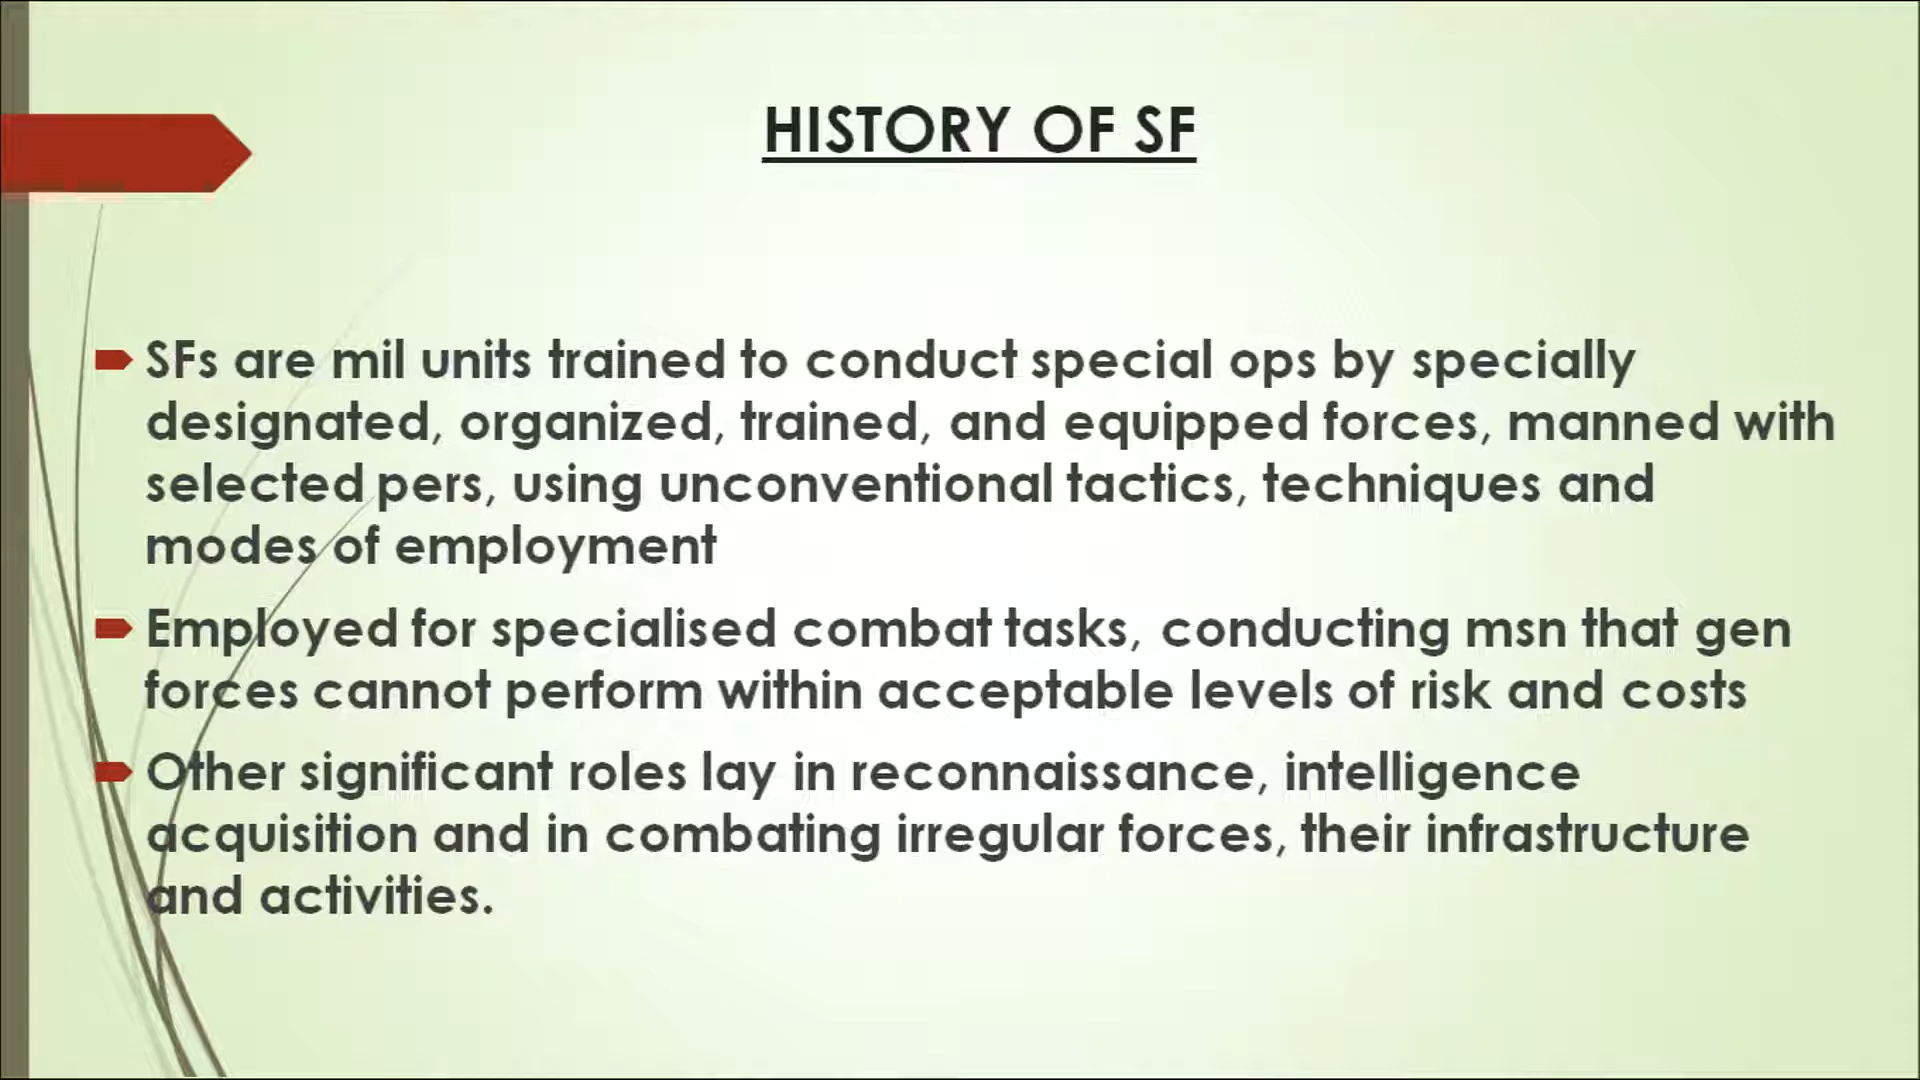 HISTORY OF SF
SFs are mil units trained to conduct special ops by specially
designated, organized, trained, and equipped forces, manned with
selected pers, using unconventional tactics, techniques and
modes of employment
Employed for specialised combat tasks, conducting msn that gen
forces cannot perform within acceptable levels of risk and costs
Other significant roles lay in reconnaissance, intelligence
acquisition and in combating irregular forces, their infrastructure
and activities.